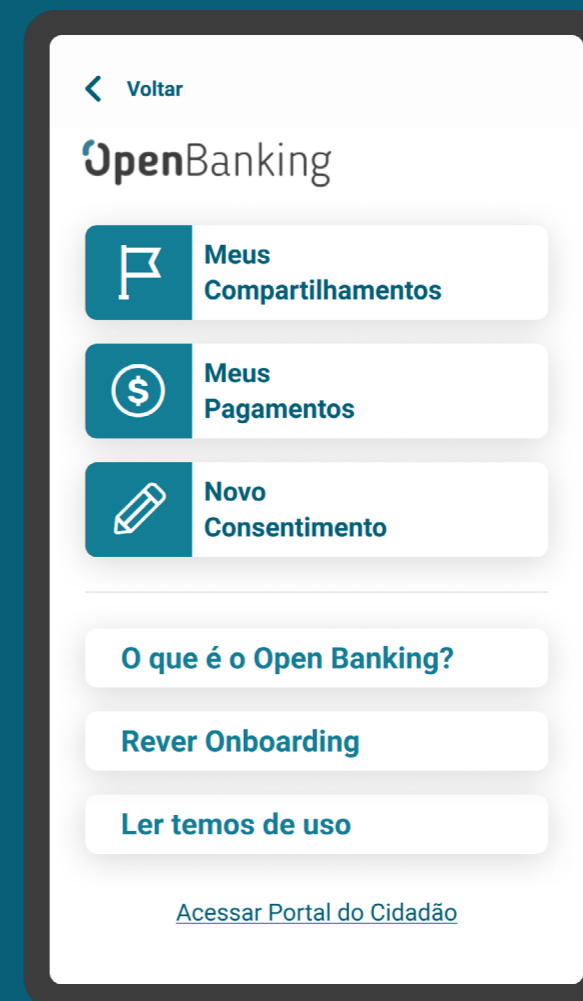 Voltar
OpenBanking
Meus
Compartilhamentos
Meus
Pagamentos
Novo
Consentimento
O que é o Open Banking?
Rever Onboarding
Ler temos de uso
Acessar Portal do Cidadão